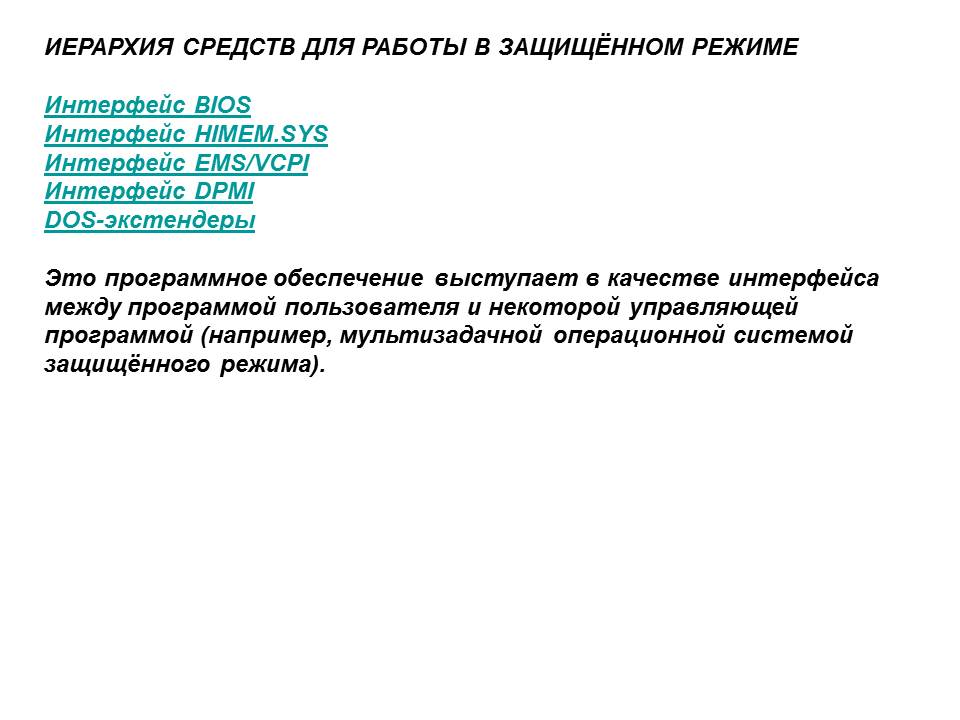 ИЕРАРХИЯ СРЕДСТВ ДЛЯ РАБОТЫ В ЗАЩИЩЁННОМ РЕЖИМЕ
Интерфейс BIOS
Интерфейс HIMEM.SYS
Интерфейс EMS/VCPI
Интерфейс DPMI
DOS-экстендеры
Это программное обеспечение выступает в качестве интерфейса
между программой пользователя и некоторой управляющей
программой (например, мультизадачной операционной системой
защищённого режима).